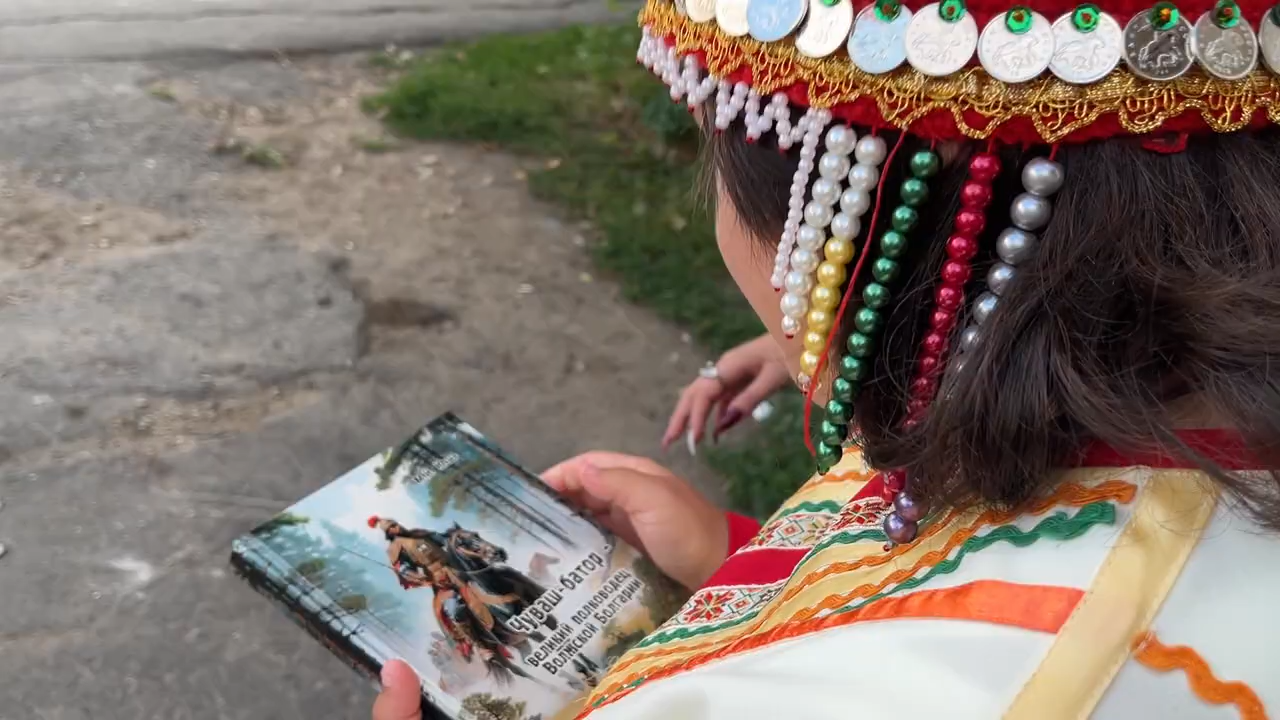 Чуваш-батор -
великий полководец
Волжской Болгарии